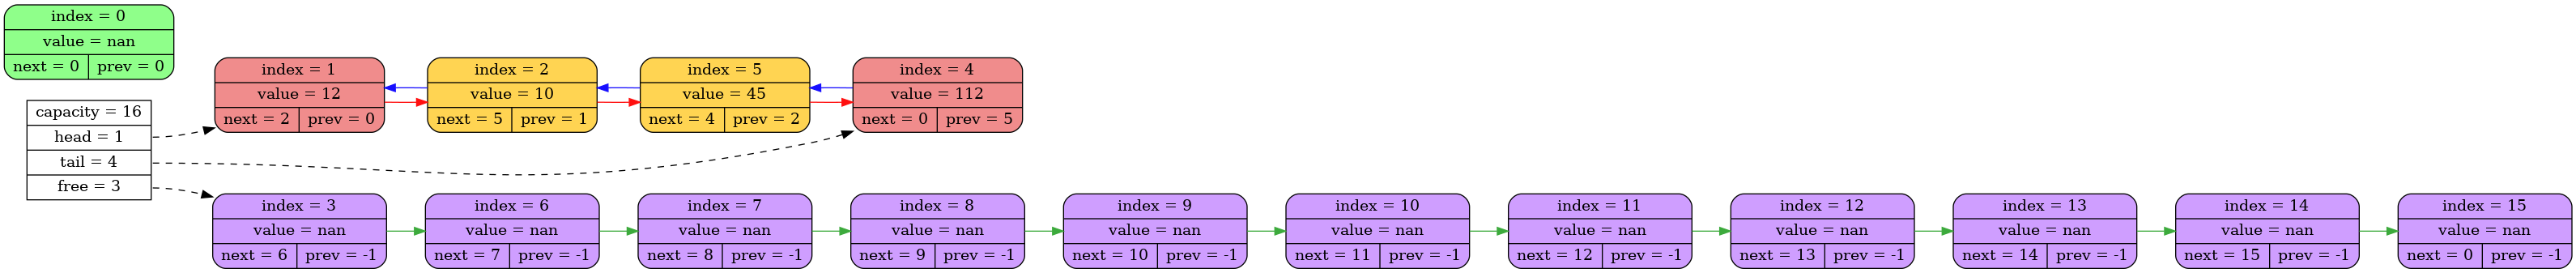 index = 0
value = nan
next = 0 prev = 0
capacity = 16
head = 1
tail = 4
free = 3
index = 1
value = 12
next = 2 prev = 0
index = 2
value = 10
next = 5 prev = 1
index = 5
value = 45
next = 4 prev = 2
index = 4
value = 112
next = 0 prev = 5
index = 3
value = nan
next = 6 prev = -1
index = 6
value = nan
next = 7 prev = -1
index = 7
value = nan
next = 8 prev = -1
index = 8
value = nan
next = 9 prev = -1
index = 9
value = nan
next = 10 prev = -1
index = 10
value = nan
next = 11 prev = -1
index = 11
value = nan
next = 12 prev = -1
index = 12
value = nan
next = 13 prev = -1
index = 13
value = nan
next = 14 prev = -1
index = 14
value = nan
next = 15 prev = -1
index = 15
value = nan
next = 0 prev = -1